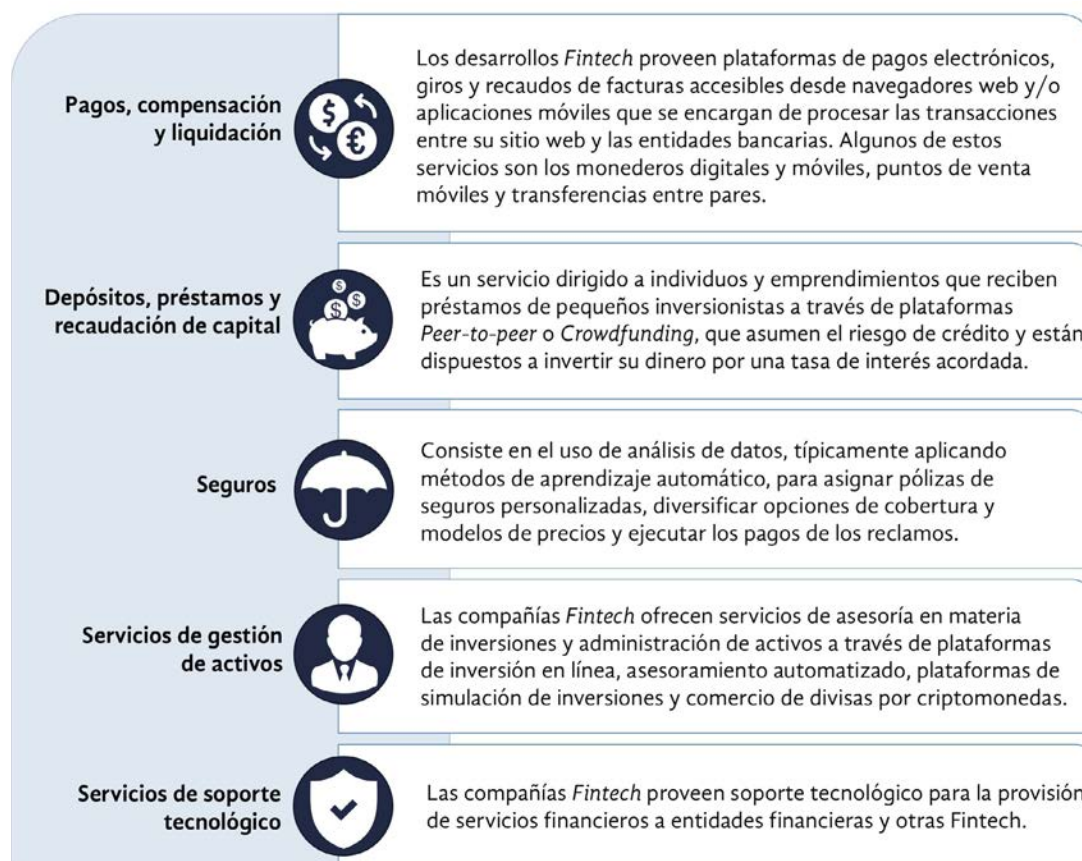 Pagos, compensación
y liquidación
Los desarrollos Fintech proveen plataformas de pagos electrónicos,
giros y recaudos de facturas accesibles desde navegadores web y/o
aplicaciones móviles que se encargan de procesar las transacciones
entre su sitio web y las entidades bancarias. Algunos de estos
servicios son los monederos digitales y móviles, puntos de venta
móviles y transferencias entre pares.
Depósitos, préstamos y
recaudación de capital
Es un servicio dirigido a individuos y emprendimientos que reciben
préstamos de pequeños inversionistas a través de plataformas
Peer-to-peer o Crowdfunding, que asumen el riesgo de crédito y están
dispuestos a invertir su dinero por una tasa de interés acordada.
Seguros
Consiste en el uso de análisis de datos, típicamente aplicando
métodos de aprendizaje automático, para asignar pólizas de
seguros personalizadas, diversificar opciones de cobertura y
modelos de precios y ejecutar los pagos de los reclamos.
Servicios de gestión
de activos
Las compañías Fintech ofrecen servicios de asesoría en materia
de inversiones y administración de activos a través de plataformas
de inversión en línea, asesoramiento automatizado, plataformas de
simulación de inversiones y comercio de divisas por criptomonedas.
Servicios de soporte
tecnológico
Las compañías Fintech proveen soporte tecnológico para la provisión
de servicios financieros a entidades financieras y otras Fintech.